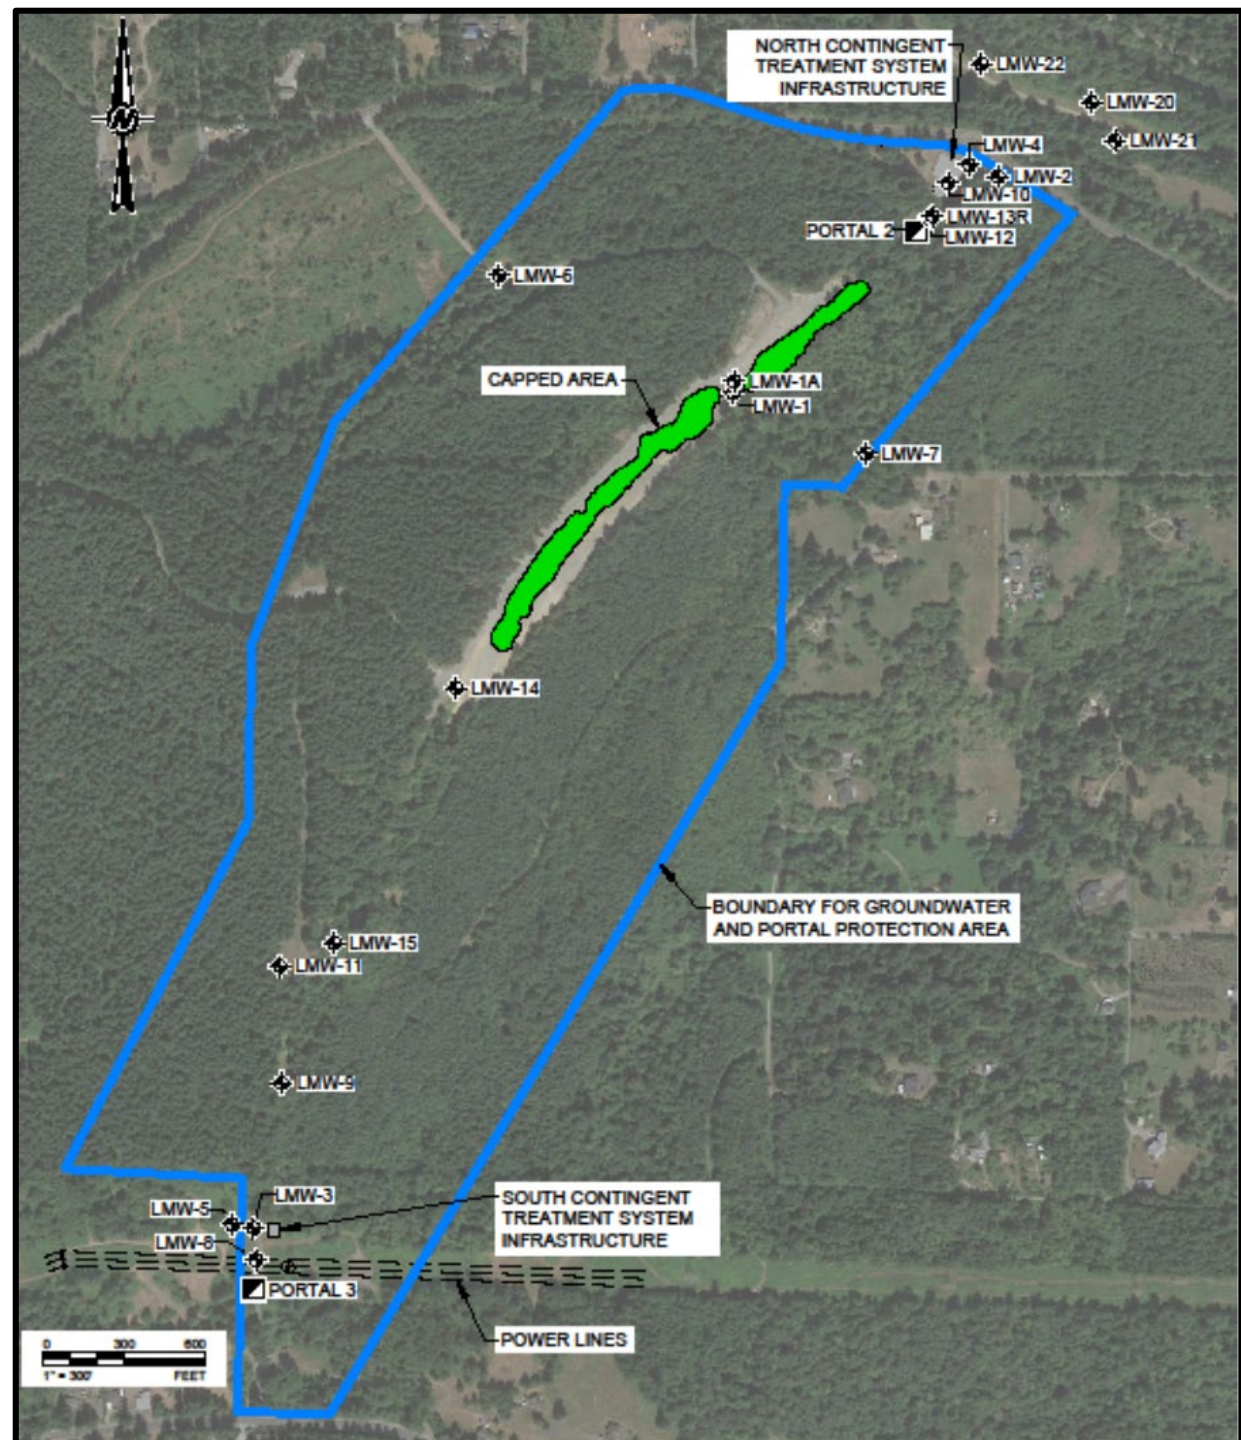 NORTH CONTINGENT
TREATMENT SYSTEM
INFRASTRUCTURE
LMW-22
LMW-20
LMW-21
N
LMW-4
LMW-2
LMW-10
LMW-13R
PORTAL 2
LMW-12
LMW-6
CAPPED AREA
LMW-1A
LMW-1
LMW-7
LMW-14
BOUNDARY FOR GROUNDWATER
AND PORTAL PROTECTION AREA
LMW-15
LMW-11
LMW-9
LMW-3
LMW-5
SOUTH CONTINGENT
TREATMENT SYSTEM
INFRASTRUCTURE
LMW-8
PORTAL 3
POWER LINES
0 300 600
1" = 300' FEET